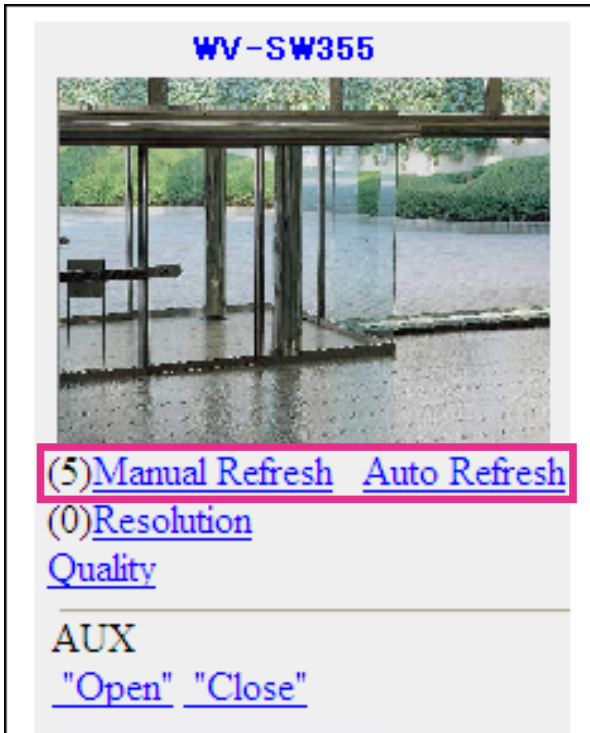 WV-SW355
(5)Manual Refresh Auto Refresh
(0)Resolution
Quality
AUX
"Open" "Close"